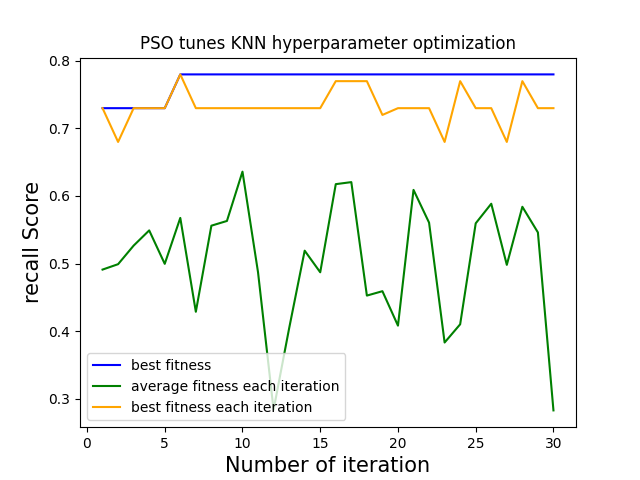 PSO tunes KNN hyperparameter optimization
0.8
0.7
0.6
0.5
0.4
0.3
recall Score
best fitness
average fitness each iteration
best fitness each iteration
0 5 10 15 20 25 30
Number of iteration